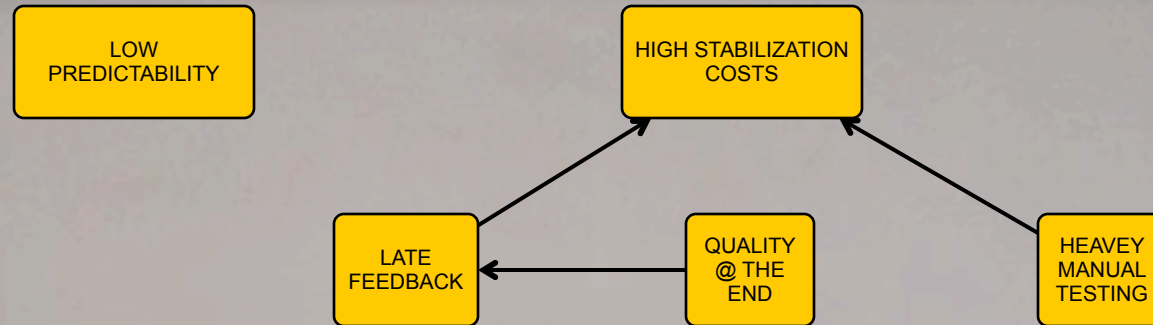 LOW
PREDICTABILITY
HIGH STABILIZATION
COSTS
LATE
FEEDBACK
QUALITY
@ THE
END
HEAVEY
MANUAL
TESTING